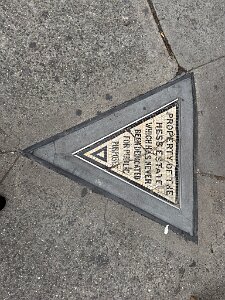 PROPERTY OF THE
HESS ESTATE
WHICH HAS NEVER
BEEN DEDICATED
FOR PUBLIC
PURPOSES